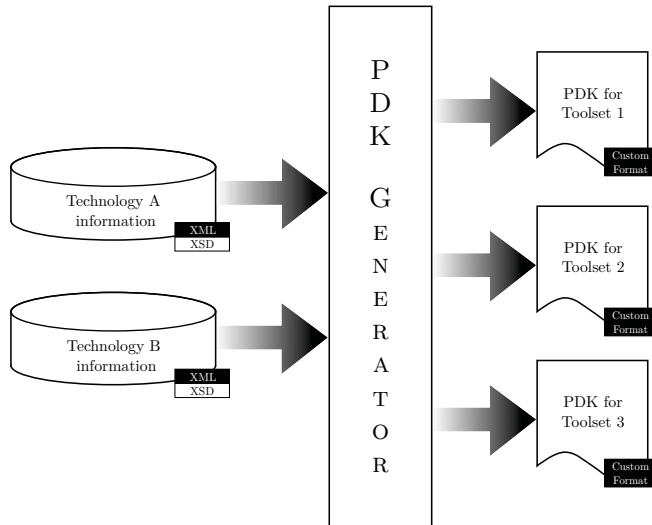 Technology A
information
XML
XSD
Technology B
information
XML
XSD
P
D
K
G
E
N
E
R
A
T
O
R
PDK for
Toolset 1
Custom
Format
PDK for
Toolset 2
Custom
Format
PDK for
Toolset 3
Custom
Format